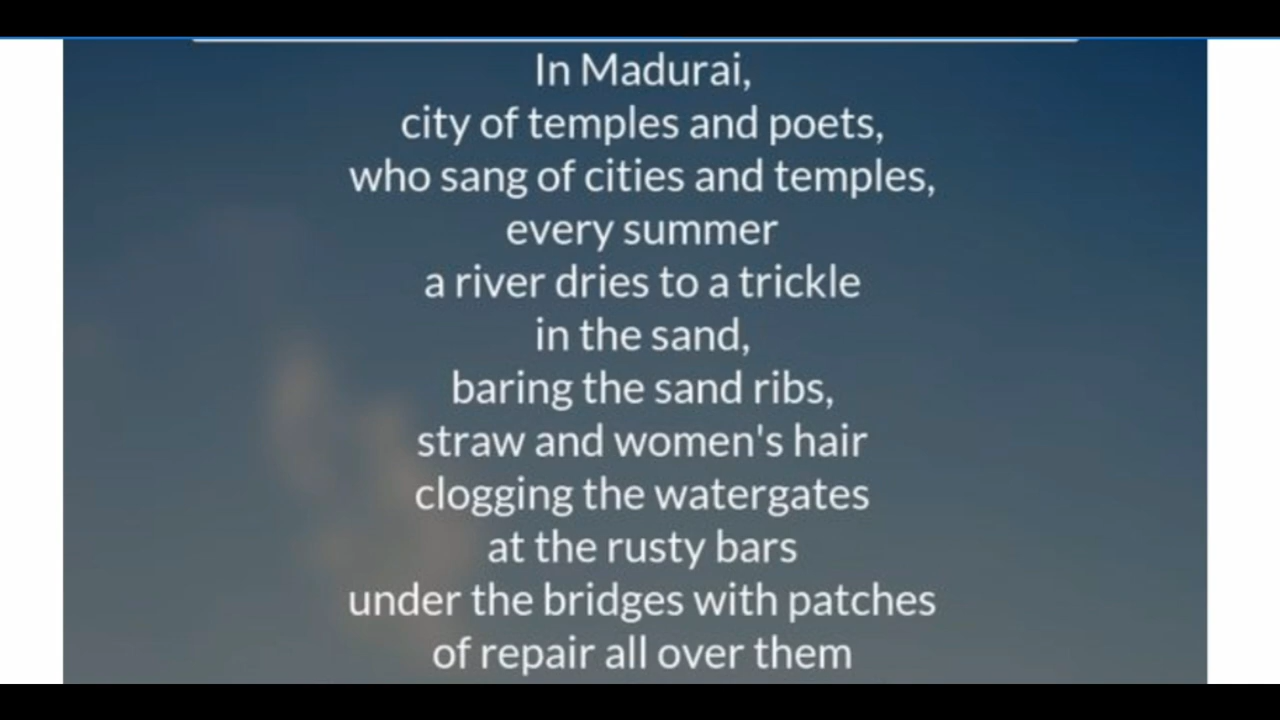 In Madurai,
city of temples and poets,
who sang of cities and temples,
every summer
a river dries to a trickle
in the sand,
baring the sand ribs,
straw and women's hair
clogging the watergates
at the rusty bars
under the bridges with patches
of repair all over them